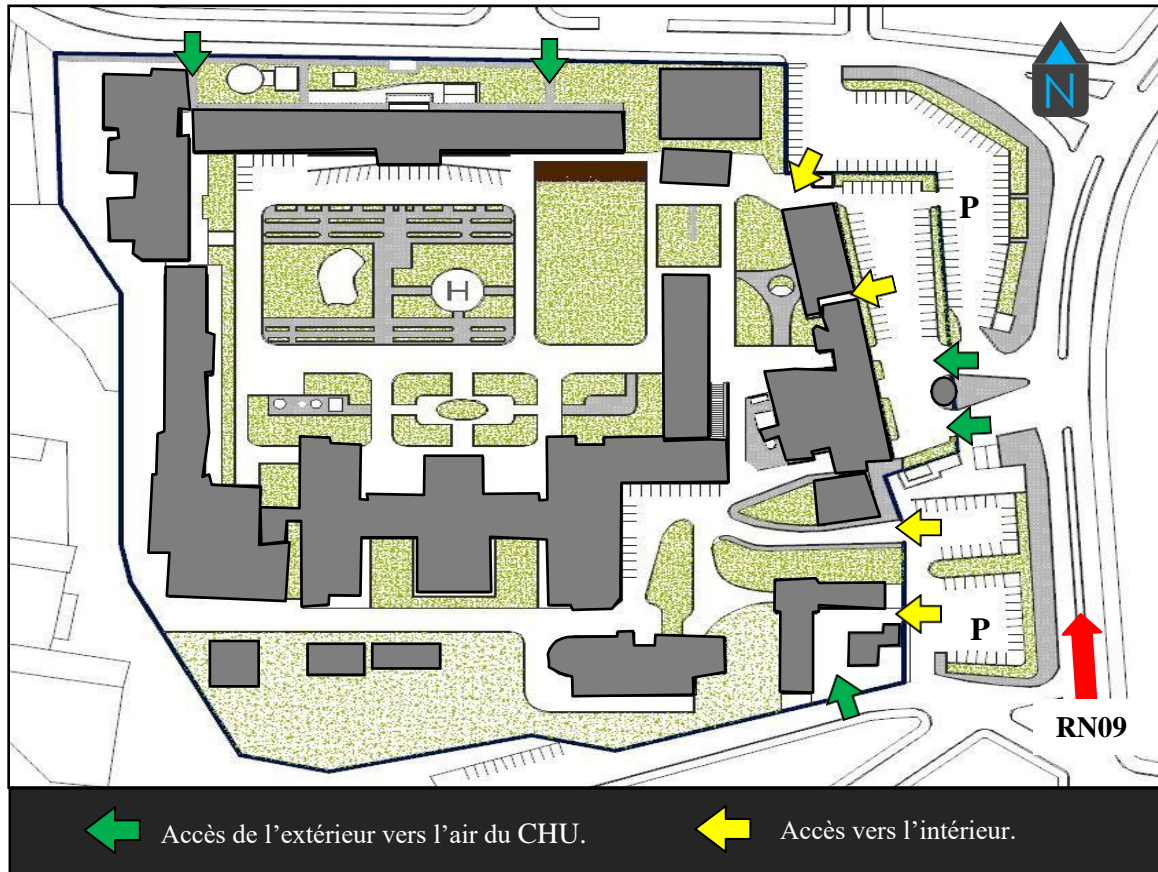 N
P
H
P
RN09
Accès de l’extérieur vers l’air du CHU.
Accès vers l’intérieur.